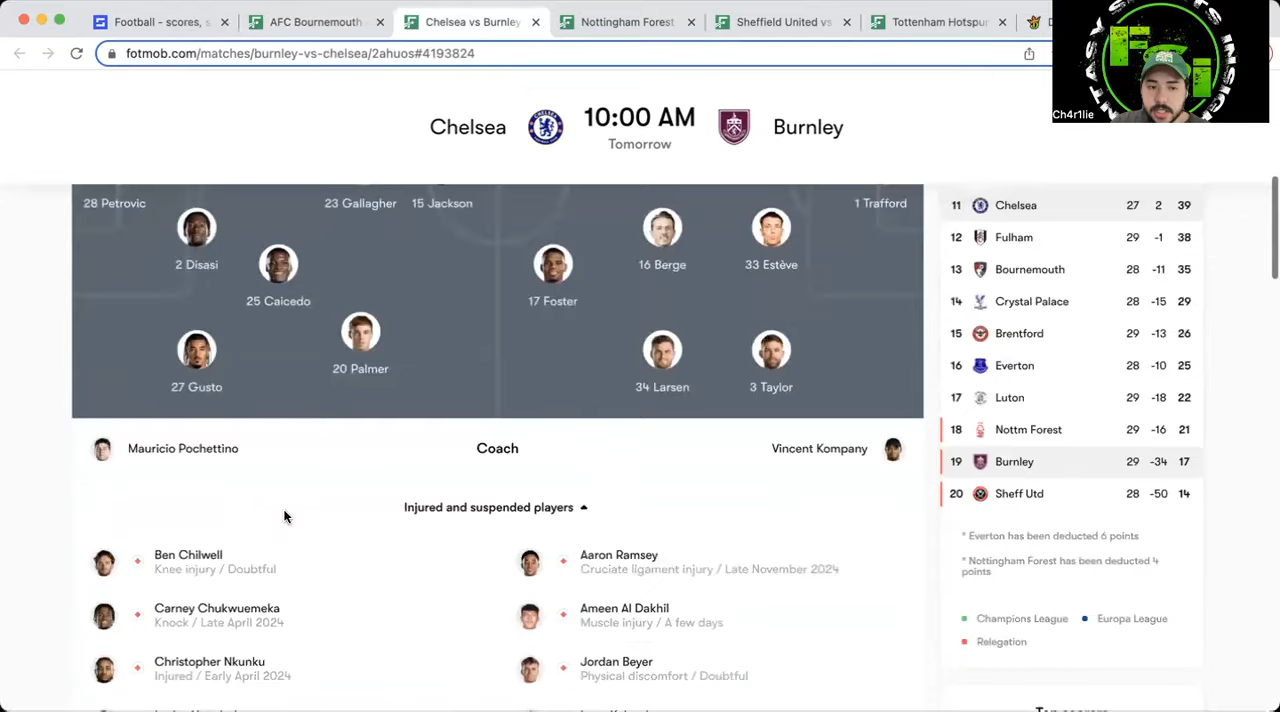 Football - scores, s
AFC Bournemouth
Chelsea vs Burnley
Nottingham Forest
Sheffield United vs
Tottenham Hotspur
fotmob.com/matches/burnley-vs-chelsea/2ahuos#4193824
Ch4r1lie
Chelsea
10:00 AM
Burnley
Tomorrow
28 Petrovic
23 Gallagher
15 Jackson
1 Trafford
2 Disasi
16 Berge
33 Estève
25 Caicedo
17 Foster
20 Palmer
27 Gusto
34 Larsen
3 Taylor
Mauricio Pochettino
Coach
Vincent Kompany
Injured and suspended players
Ben Chilwell
Knee injury / Doubtful
Aaron Ramsey
Cruciate ligament injury / Late November 2024
Carney Chukwuemeka
Knock / Late April 2024
Ameen Al Dakhil
Muscle injury / A few days
Christopher Nkunku
Injured / Early April 2024
Jordan Beyer
Physical discomfort / Doubtful
11 Chelsea 27 2 39
12 Fulham 29 -1 38
13 Bournemouth 28 -11 35
14 Crystal Palace 28 -15 29
15 Brentford 29 -13 26
16 Everton 28 -10 25
17 Luton 29 -18 22
18 Nottm Forest 29 -16 21
19 Burnley 29 -34 17
20 Sheff Utd 28 -50 14
* Everton has been deducted 6 points
* Nottingham Forest has been deducted 4
points
Champions League
Europa League
Relegation